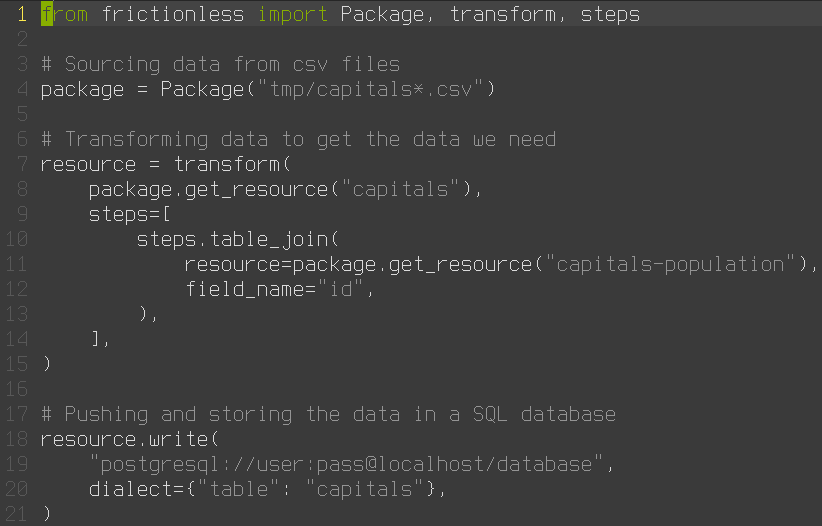 1 from frictionless import Package, transform, steps
2
3 # Sourcing data from csv files
4 package = Package("tmp/capitals*.csv")
5
6 # Transforming data to get the data we need
7 resource = transform(
8     package.get_resource("capitals"),
9     steps=[
10         steps.table_join(
11             resource=package.get_resource("capitals-population"),
12             field_name="id",
13         ),
14     ],
15 )
16
17 # Pushing and storing the data in a SQL database
18 resource.write(
19     "postgresql://user:pass@localhost/database",
20     dialect={"table": "capitals"},
21 )